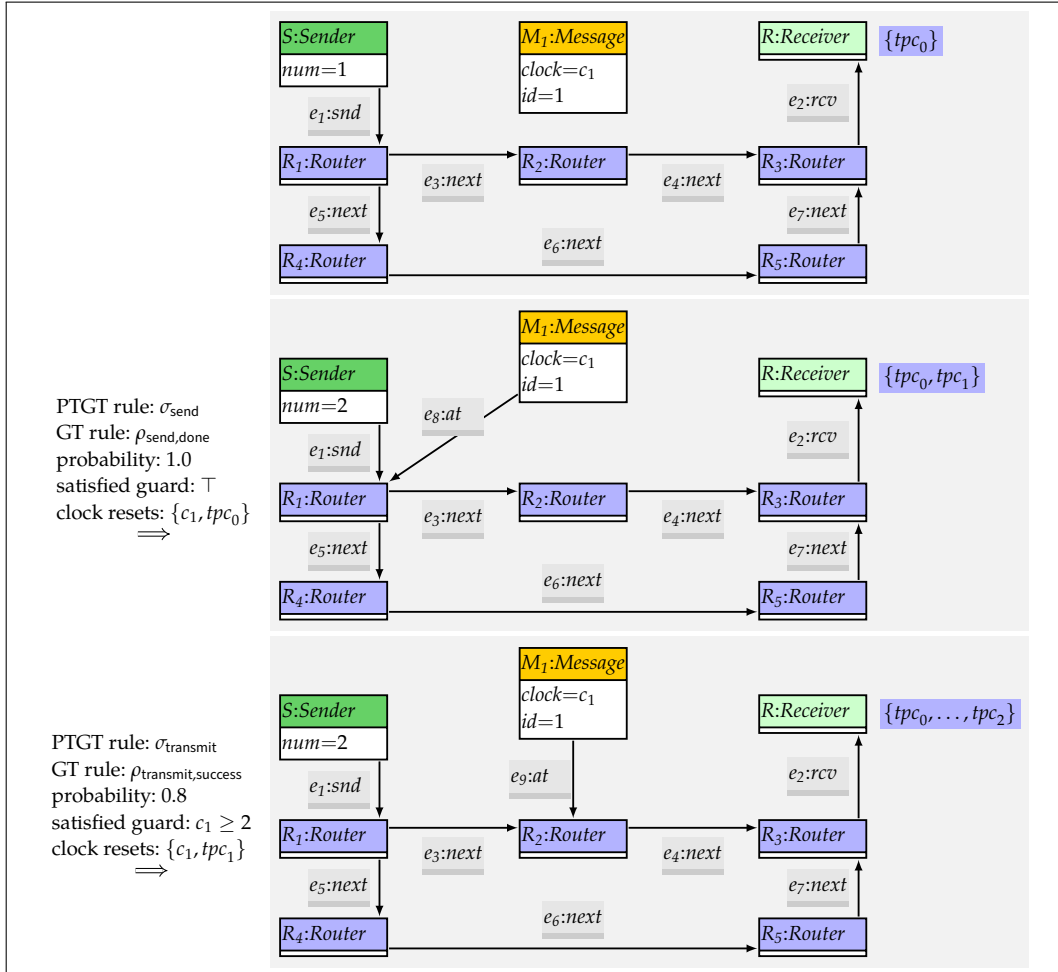 S:Sender M₁:Message R:Receiver {tpc₀}
num=1 clock=c₁
id=1
e₁:snd e₂:rcv
R₁:Router R₂:Router R₃:Router
e₃:next e₄:next
e₅:next e₇:next
e₆:next
R₄:Router R₅:Router
M₁:Message
clock=c₁
id=1
S:Sender R:Receiver {tpc₀, tpc₁}
num=2
e₈:at
e₁:snd e₂:rcv
R₁:Router R₂:Router R₃:Router
e₃:next e₄:next
e₅:next e₇:next
e₆:next
R₄:Router R₅:Router
PTGT rule: σsend
GT rule: ρsend,done
probability: 1.0
satisfied guard: ⊤
clock resets: {c₁, tpc₀}
⟹
M₁:Message
clock=c₁
id=1
S:Sender R:Receiver {tpc₀, . . . , tpc₂}
num=2
e₁:snd e₉:at e₂:rcv
R₁:Router R₂:Router R₃:Router
e₃:next e₄:next
e₅:next e₇:next
e₆:next
R₄:Router R₅:Router
PTGT rule: σtransmit
GT rule: ρtransmit,success
probability: 0.8
satisfied guard: c₁ ≥ 2
clock resets: {c₁, tpc₁}
⟹